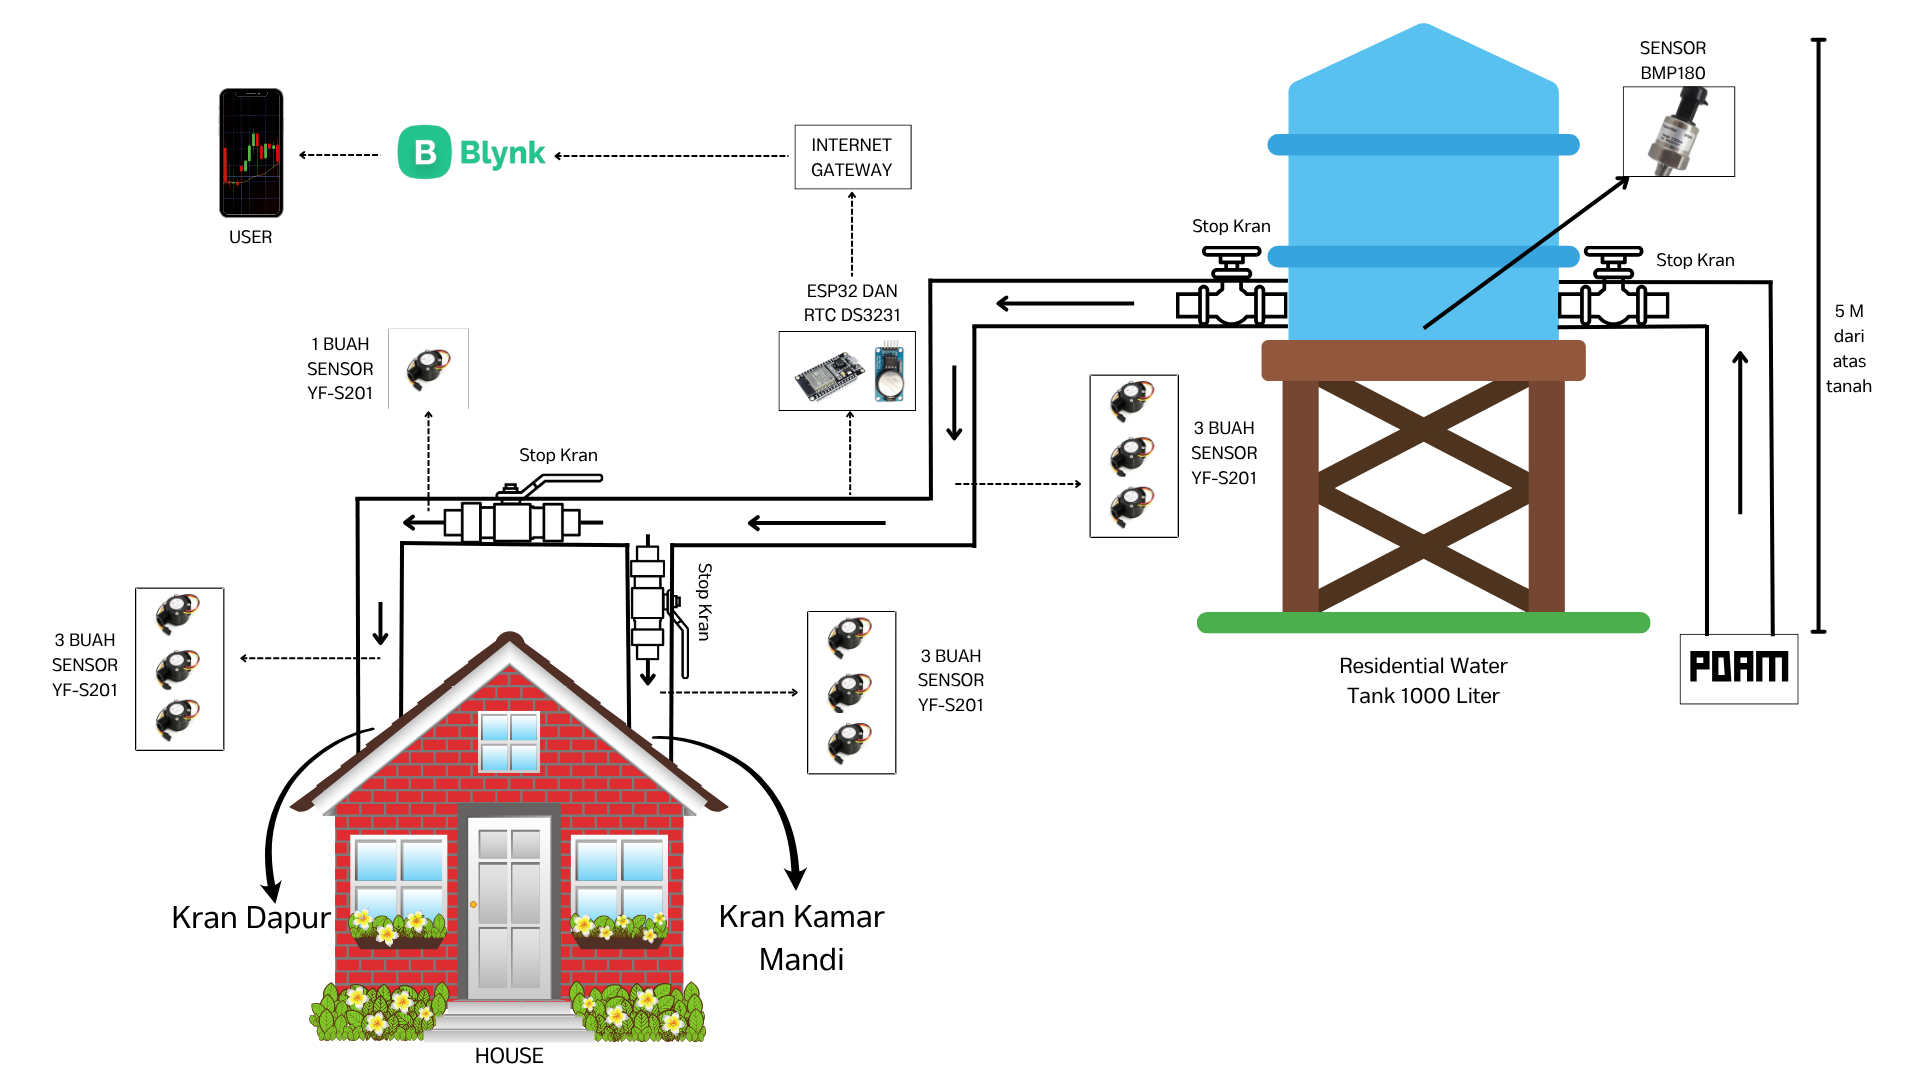 SENSOR
BMP180
B Blynk
INTERNET
GATEWAY
USER
Stop Kran
Stop Kran
ESP32 DAN
RTC DS3231
5 M
dari
atas
tanah
1 BUAH
SENSOR
YF-S201
3 BUAH
SENSOR
YF-S201
Stop Kran
Stop Kran
3 BUAH
SENSOR
YF-S201
3 BUAH
SENSOR
YF-S201
Residential Water
Tank 1000 Liter
PDAM
Kran Dapur
Kran Kamar
Mandi
HOUSE